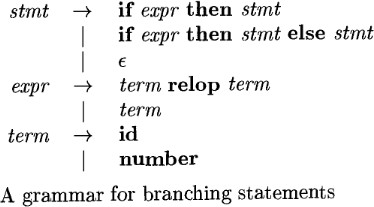 stmt → if expr then stmt
| if expr then stmt else stmt
| ϵ
expr → term relop term
| term
term → id
| number
A grammar for branching statements